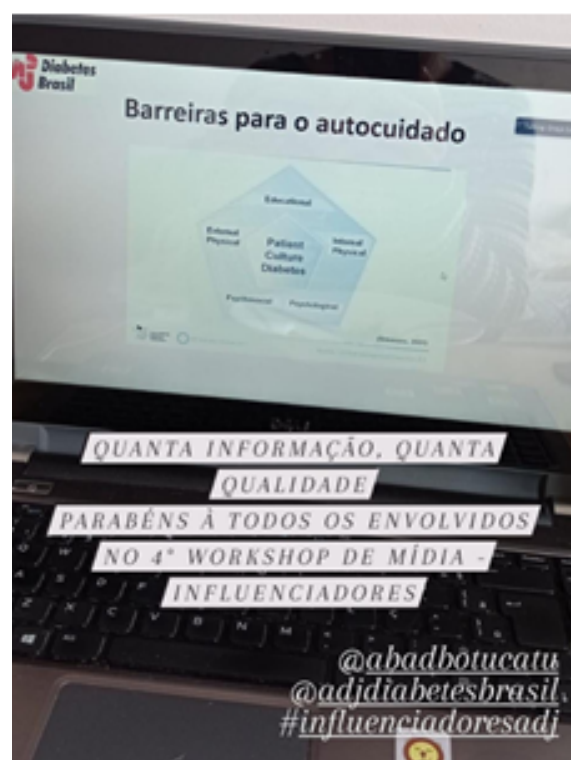 Diabetes
Brasil
Barreiras para o autocuidado
Educational
External
Physical
Internal
Physical
Patient
Culture
Diabetes
Psychosocial
Psychological
QUANTA INFORMAÇÃO, QUANTA
QUALIDADE
PARABÉNS À TODOS OS ENVOLVIDOS
NO 4° WORKSHOP DE MÍDIA -
INFLUENCIADORES
@abadbotucatu
@adjdiabetesbrasil
#influenciadoresadj